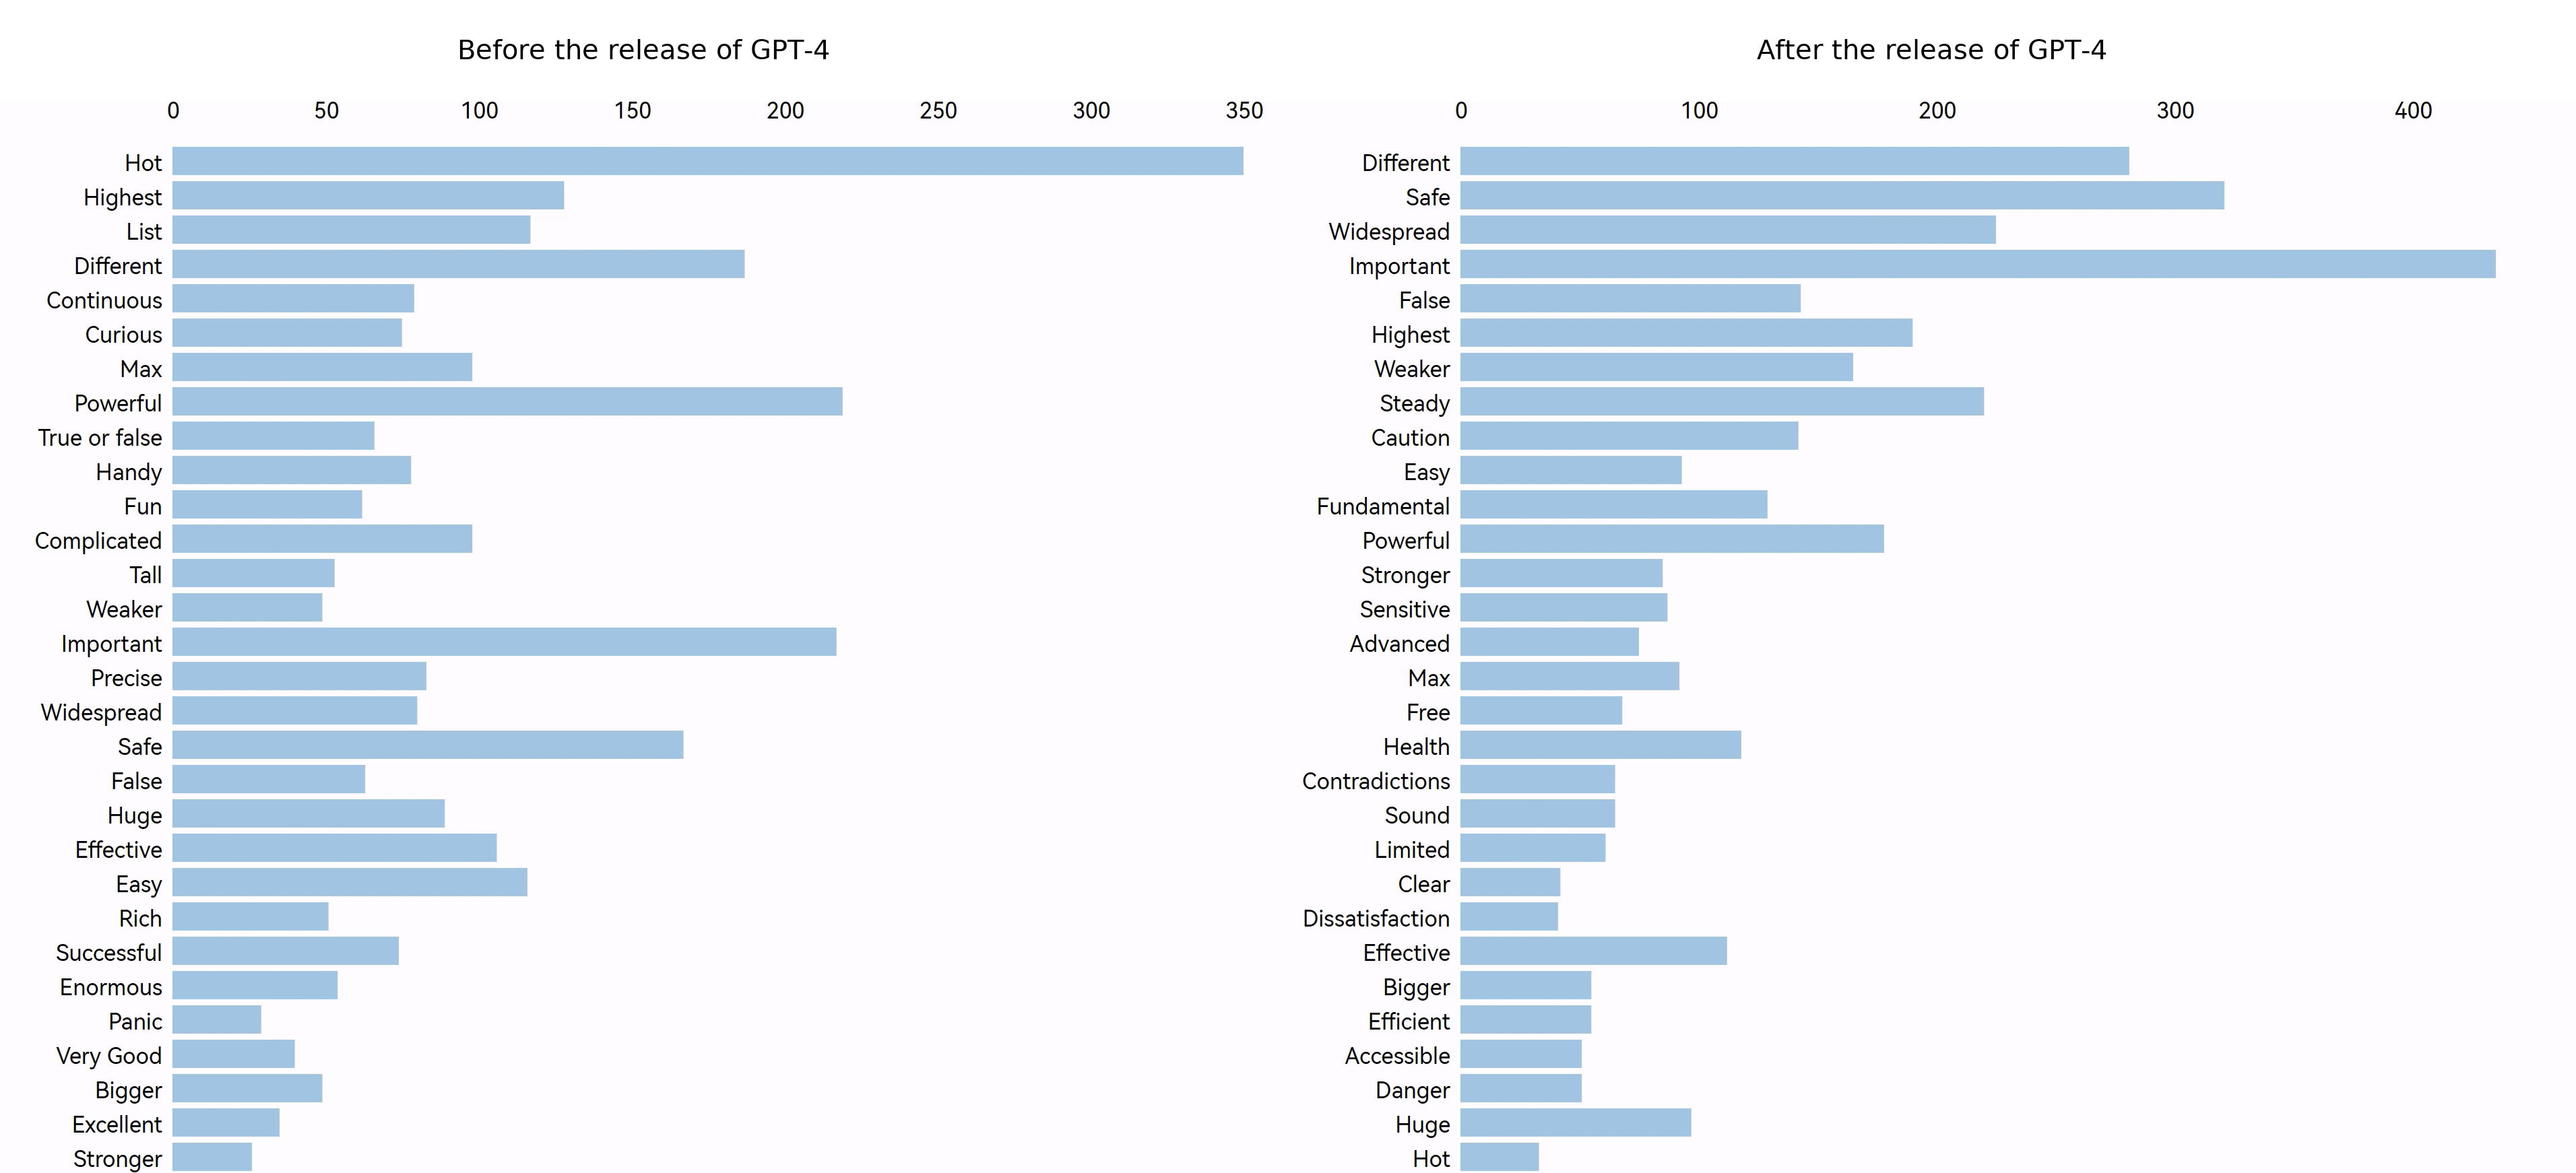 Before the release of GPT-4
0 50 100 150 200 250 300 350
Hot
Highest
List
Different
Continuous
Curious
Max
Powerful
True or false
Handy
Fun
Complicated
Tall
Weaker
Important
Precise
Widespread
Safe
False
Huge
Effective
Easy
Rich
Successful
Enormous
Panic
Very Good
Bigger
Excellent
Stronger
After the release of GPT-4
0 100 200 300 400
Different
Safe
Widespread
Important
False
Highest
Weaker
Steady
Caution
Easy
Fundamental
Powerful
Stronger
Sensitive
Advanced
Max
Free
Health
Contradictions
Sound
Limited
Clear
Dissatisfaction
Effective
Bigger
Efficient
Accessible
Danger
Huge
Hot